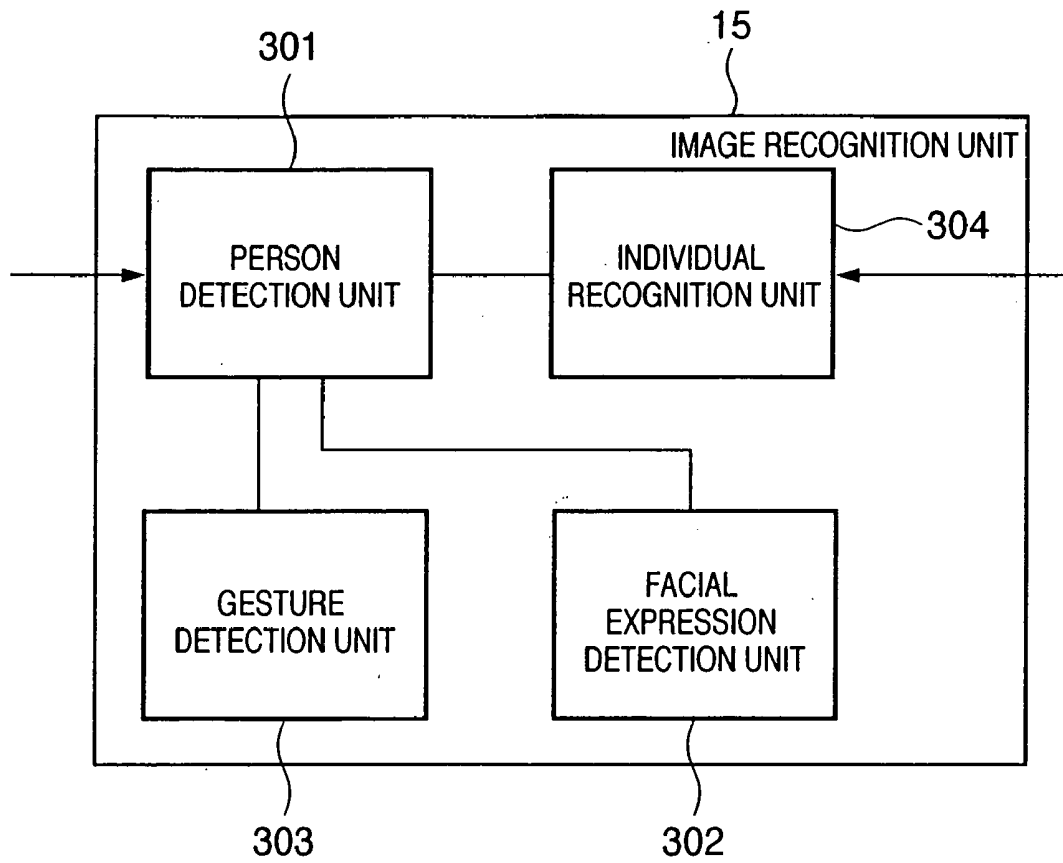 15
301
IMAGE RECOGNITION UNIT
304
PERSON
DETECTION UNIT
INDIVIDUAL
RECOGNITION UNIT
GESTURE
DETECTION UNIT
FACIAL
EXPRESSION
DETECTION UNIT
303
302